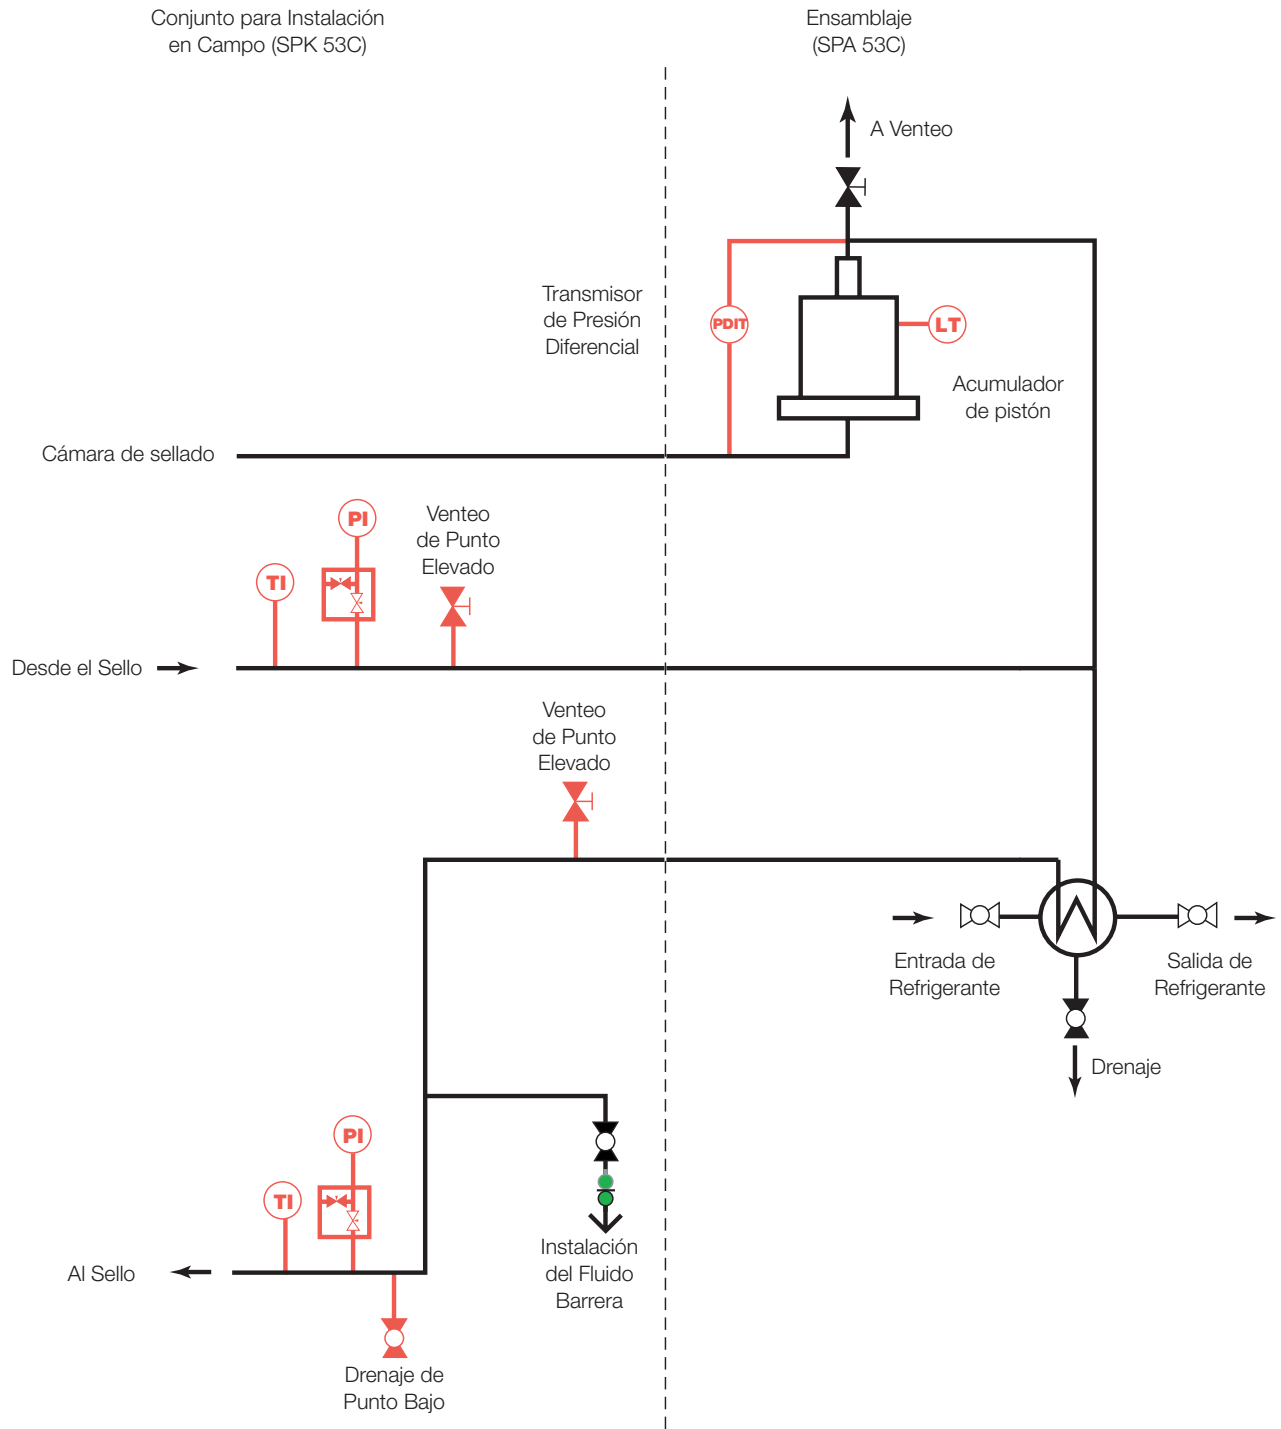 Conjunto para Instalación
en Campo (SPK 53C)
Ensamblaje
(SPA 53C)
A Venteo
Transmisor
de Presión
Diferencial
PDIT
LT
Acumulador
de pistón
Cámara de sellado
PI
Venteo
de Punto
Elevado
TI
Desde el Sello
Venteo
de Punto
Elevado
Entrada de
Refrigerante
Salida de
Refrigerante
Drenaje
PI
TI
Instalación
del Fluido
Barrera
Al Sello
Drenaje de
Punto Bajo